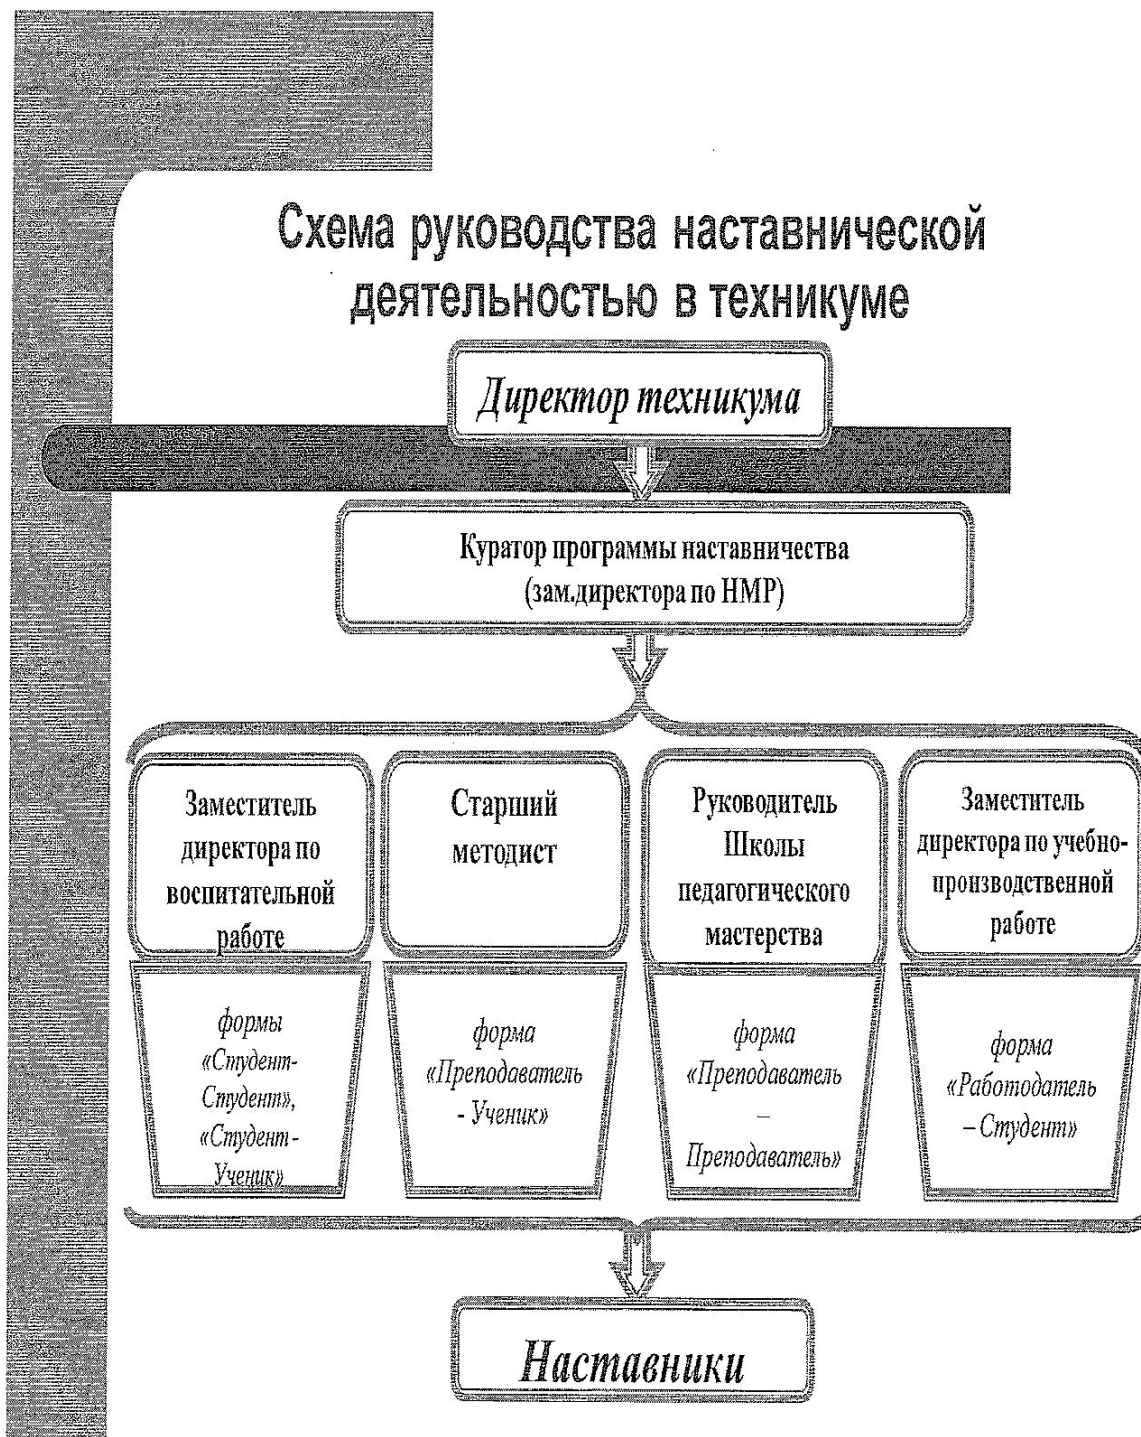 Схема руководства наставнической
деятельностью в техникуме
Директор техникума
Куратор программы наставничества
(зам.директора по НМР)
Заместитель
директора по
воспитательной
работе
Старший
методист
Руководитель
Школы
педагогического
мастерства
Заместитель
директора по учебно-
производственной
работе
формы
«Студент-
Студент»,
«Студент -
Ученик»
форма
«Преподаватель
- Ученик»
форма
«Преподаватель
–
Преподаватель»
форма
«Работодатель
– Студент»
Наставники